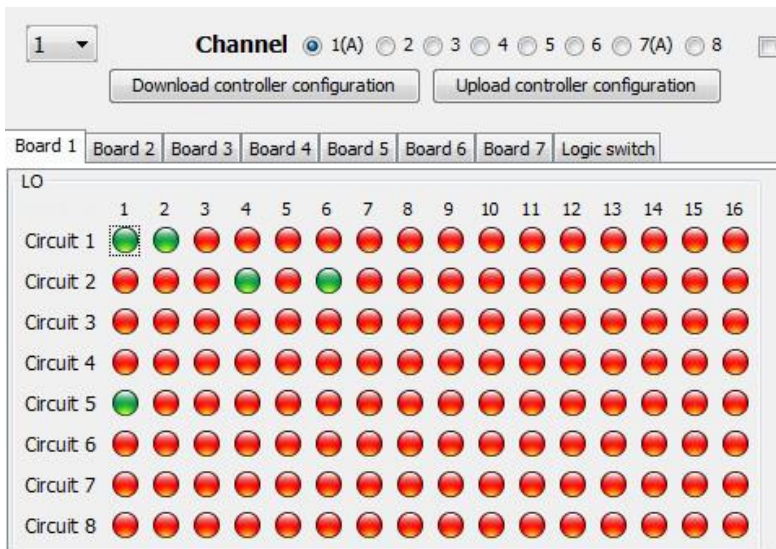 1 Channel 1(A) 2 3 4 5 6 7(A) 8
Download controller configuration Upload controller configuration
Board 1 Board 2 Board 3 Board 4 Board 5 Board 6 Board 7 Logic switch
LO
1 2 3 4 5 6 7 8 9 10 11 12 13 14 15 16
Circuit 1
Circuit 2
Circuit 3
Circuit 4
Circuit 5
Circuit 6
Circuit 7
Circuit 8